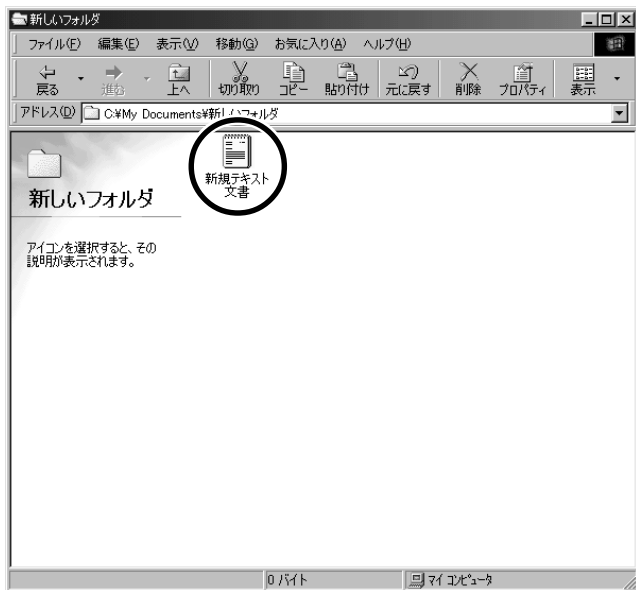 新しいフォルダ
ファイル(F) 編集(E) 表示(V) 移動(G) お気に入り(A) ヘルプ(H)
戻る 進む 上へ 切り取り コピー 貼り付け 元に戻す 削除 プロパティ 表示
アドレス(D) C:¥My Documents¥新しいフォルダ
新規テキスト
文書
新しいフォルダ
アイコンを選択すると、その
説明が表示されます。
0 バイト マイ コンピュータ